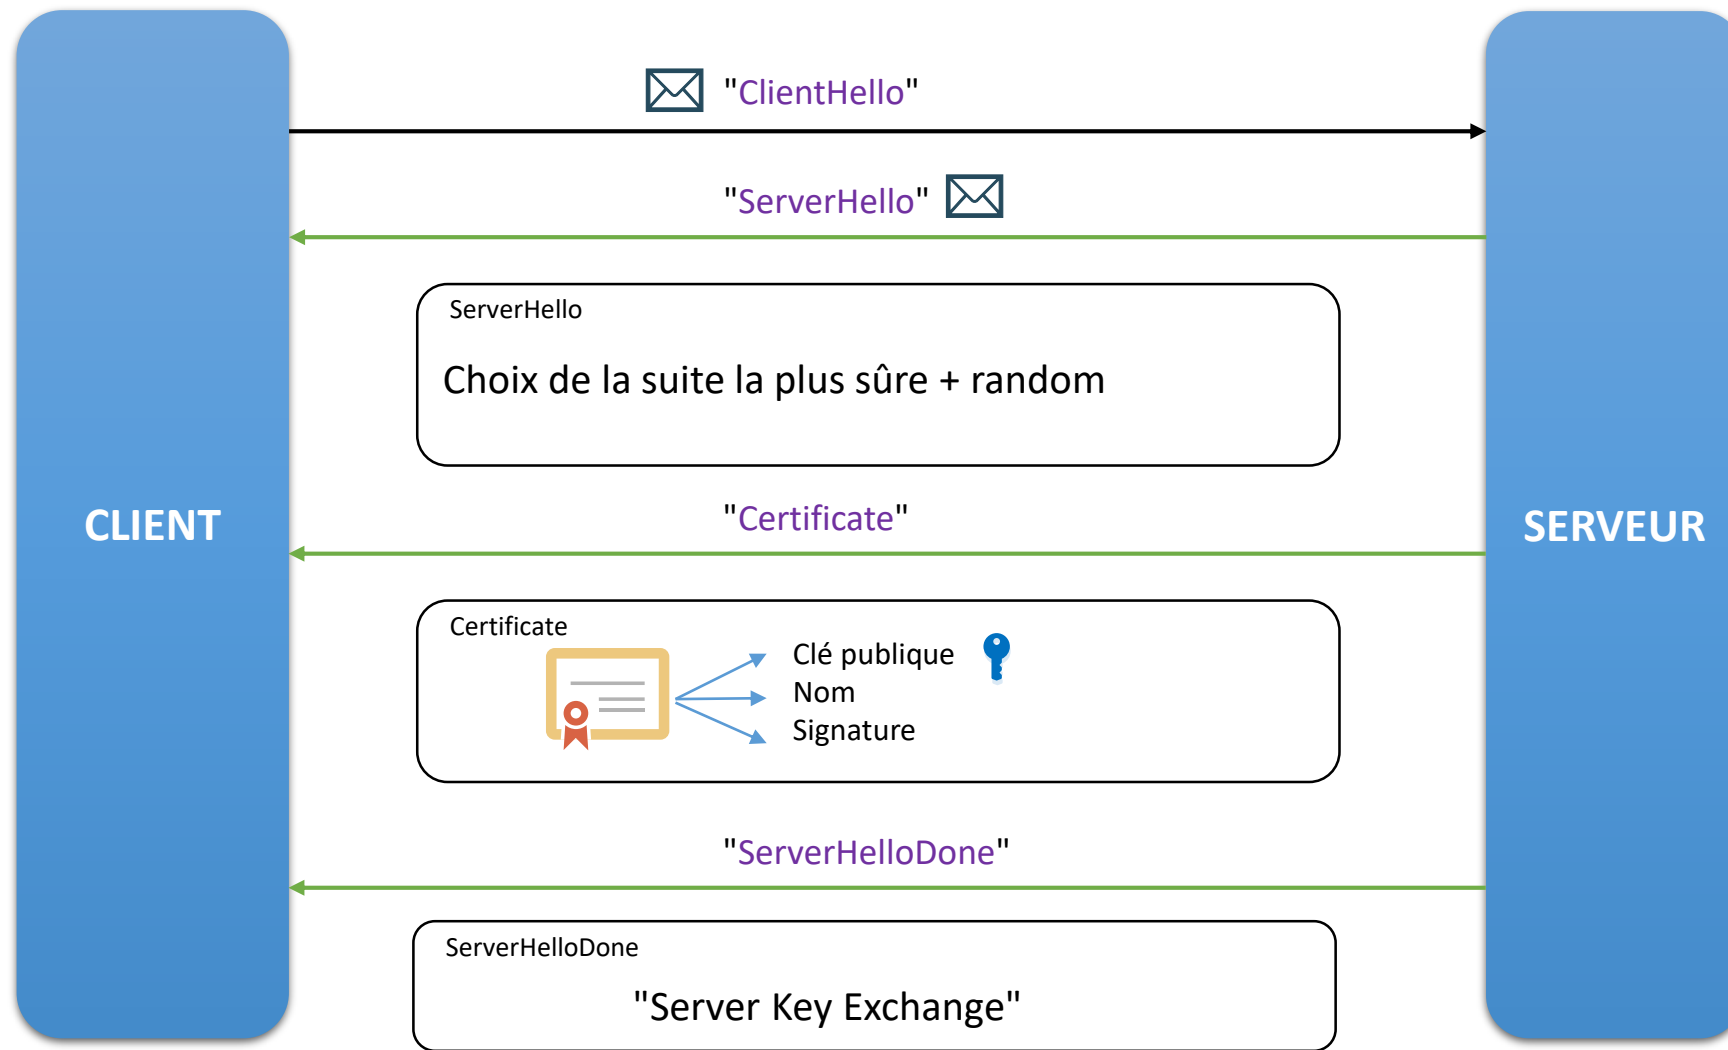 "ClientHello"
"ServerHello"
ServerHello
Choix de la suite la plus sûre + random
CLIENT
"Certificate"
SERVEUR
Certificate
Clé publique
Nom
Signature
"ServerHelloDone"
ServerHelloDone
"Server Key Exchange"